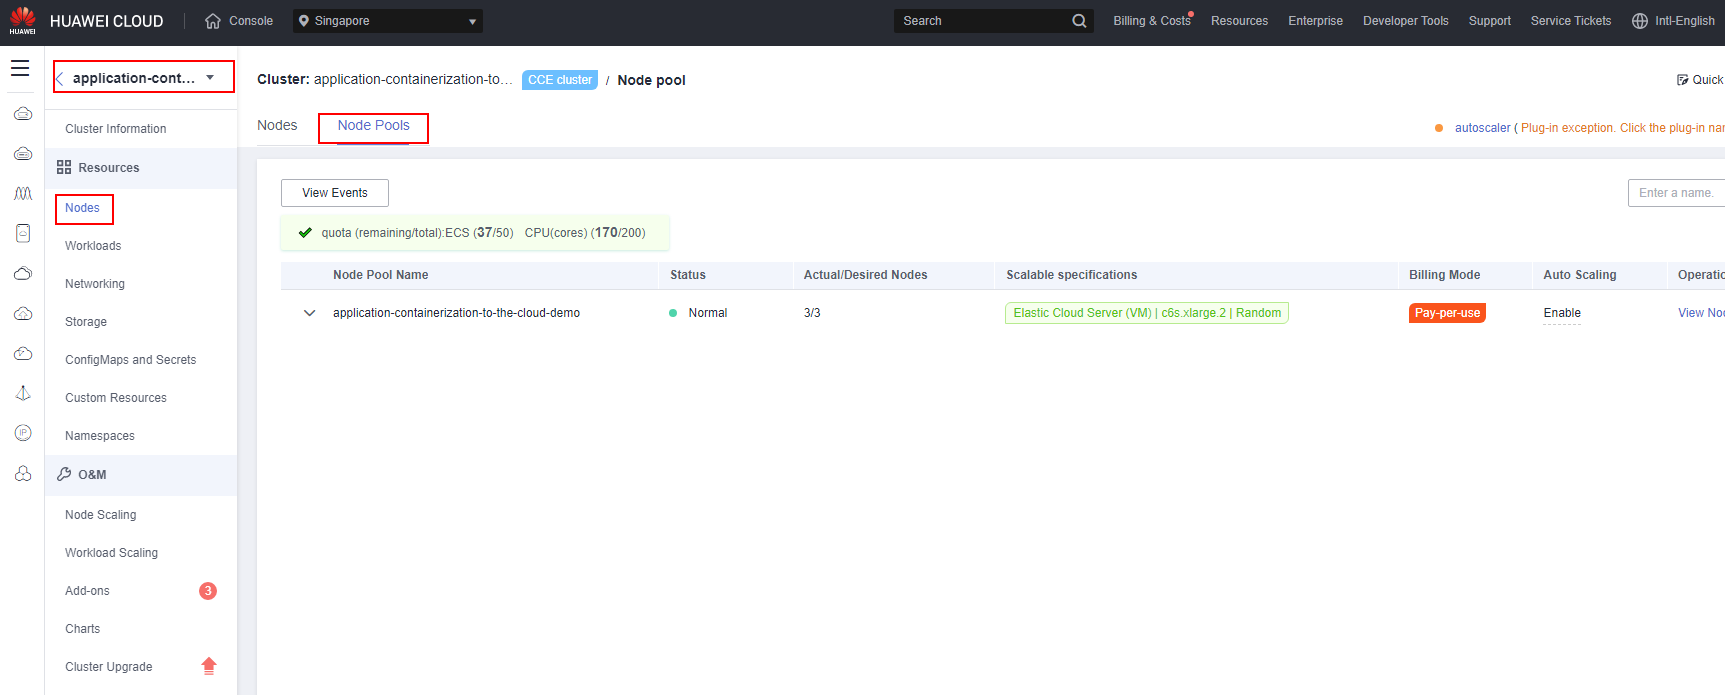 HUAWEI
HUAWEI CLOUD
Console
Singapore
Search
Billing & Costs
Resources
Enterprise
Developer Tools
Support
Service Tickets
Intl-English
application-cont...
Cluster: application-containerization-to... CCE cluster / Node pool
Quick
Cluster Information
Nodes
Node Pools
autoscaler ( Plug-in exception. Click the plug-in nar
Resources
Nodes
Workloads
Networking
Storage
ConfigMaps and Secrets
Custom Resources
Namespaces
O&M
Node Scaling
Workload Scaling
Add-ons 3
Charts
Cluster Upgrade
IP
View Events
Enter a name.
quota (remaining/total):ECS (37/50) CPU(cores) (170/200)
Node Pool Name Status Actual/Desired Nodes Scalable specifications Billing Mode Auto Scaling Operatio
application-containerization-to-the-cloud-demo Normal 3/3 Elastic Cloud Server (VM) | c6s.xlarge.2 | Random Pay-per-use Enable View Noc